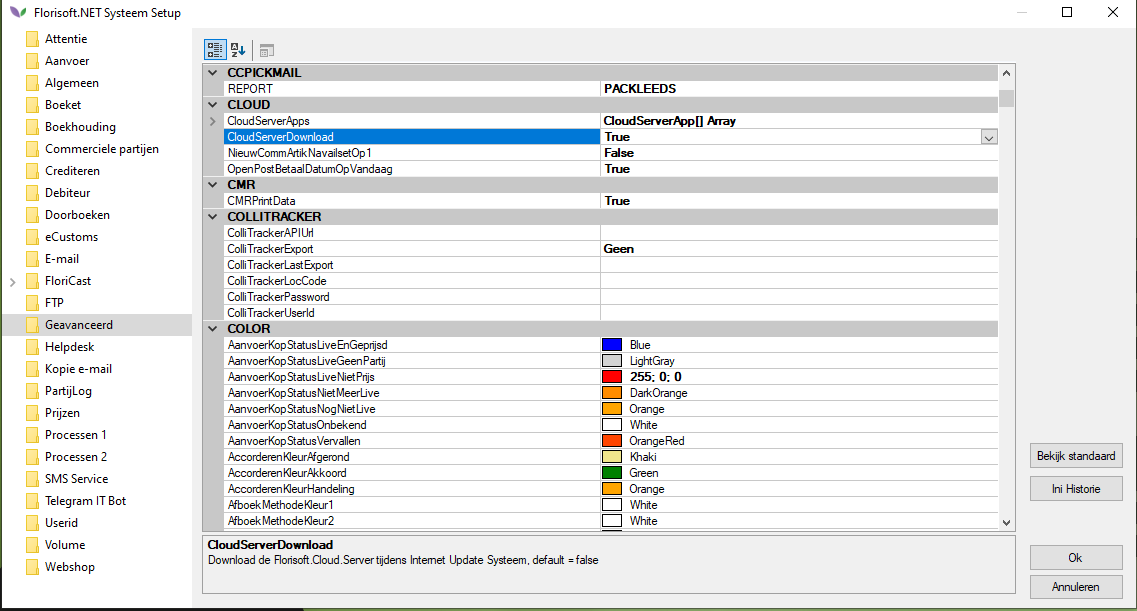 Florisoft.NET Systeem Setup
Attentie
Aanvoer
Algemeen
Boeket
Boekhouding
Commerciele partijen
Crediteren
Debiteur
Doorboeken
eCustoms
E-mail
FloriCast
FTP
Geavanceerd
Helpdesk
Kopie e-mail
PartijLog
Prijzen
Processen 1
Processen 2
SMS Service
Telegram IT Bot
Userid
Volume
Webshop
CCPICKMAIL
REPORT PACKLEEDS
CLOUD
CloudServerApps CloudServerApp[] Array
CloudServerDownload True
NieuwCommArtikNavailsetOp1 False
OpenPostBetaalDatumOpVandaag True
CMR
CMRPrintData True
COLLITRACKER
ColliTrackerAPIUrl
ColliTrackerExport Geen
ColliTrackerLastExport
ColliTrackerLocCode
ColliTrackerPassword
ColliTrackerUserId
COLOR
AanvoerKopStatusLiveEnGeprijsd Blue
AanvoerKopStatusLiveGeenPartij LightGray
AanvoerKopStatusLiveNietPrijs 255; 0; 0
AanvoerKopStatusNietMeerLive DarkOrange
AanvoerKopStatusNogNietLive Orange
AanvoerKopStatusOnbekend White
AanvoerKopStatusVervallen OrangeRed
AccorderenKleurAfgerond Khaki
AccorderenKleurAkkoord Green
AccorderenKleurHandeling Orange
AfboekMethodeKleur1 White
AfboekMethodeKleur2 White
CloudServerDownload
Download de Florisoft.Cloud.Server tijdens Internet Update Systeem, default = false
Bekijk standaard
Ini Historie
Ok
Annuleren